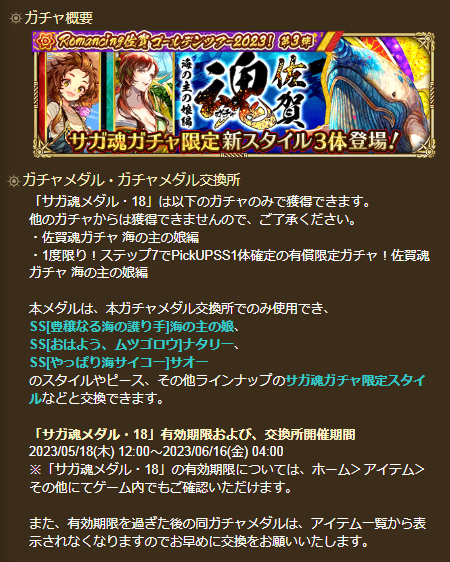 ガチャ概要
Romancing佐賀ゴールデンツアー2023! 第3弾!
海の主の娘編
佐賀
魂
ガチャ
サガ魂ガチャ限定新スタイル3体登場!
ガチャメダル・ガチャメダル交換所
「サガ魂メダル・18」は以下のガチャのみで獲得できます。
他のガチャからは獲得できませんので、ご了承ください。
・佐賀魂ガチャ 海の主の娘編
・1度限り！ステップ7でPickUPSS1体確定の有償限定ガチャ！佐賀魂
ガチャ 海の主の娘編
本メダルは、本ガチャメダル交換所でのみ使用でき、
SS[豊穣なる海の護り手]海の主の娘、
SS[おはよう、ムツゴロウ]ナタリー、
SS[やっぱり海サイコー]サオー
のスタイルやピース、その他ラインナップのサガ魂ガチャ限定スタイ
ルなどと交換できます。
「サガ魂メダル・18」有効期限および、交換所開催期間
2023/05/18(木) 12:00～2023/06/16(金) 04:00
※「サガ魂メダル・18」の有効期限については、ホーム＞アイテム＞
その他にてゲーム内でもご確認いただけます。
また、有効期限を過ぎた後の同ガチャメダルは、アイテム一覧から表
示されなくなりますのでお早めに交換をお願いいたします。